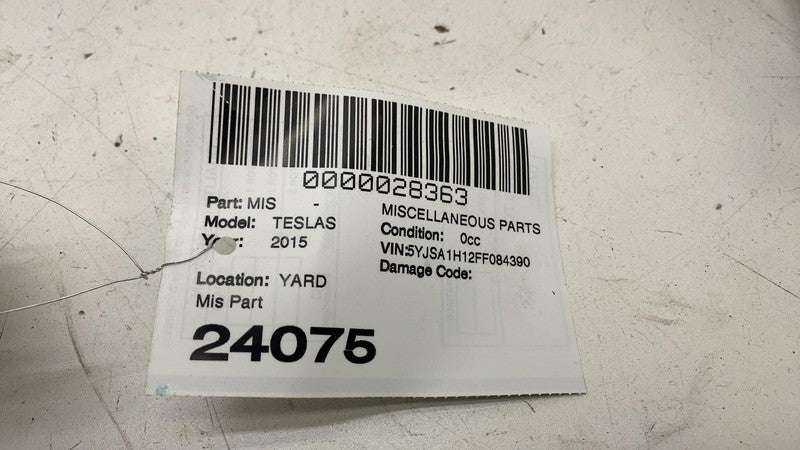 0000028363
Part: MIS -
MISCELLANEOUS PARTS
Model: TESLAS
Condition: 0cc
Year: 2015
VIN:5YJSA1H12FF084390
Damage Code:
Location: YARD
Mis Part
24075